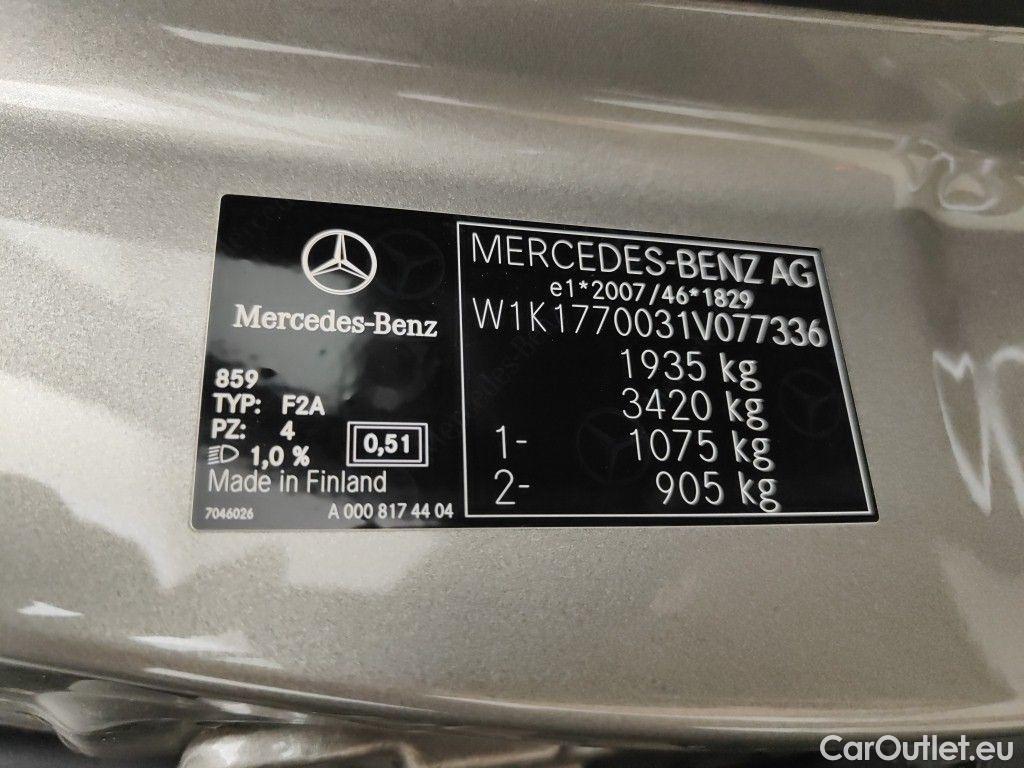 Mercedes-Benz
859
TYP: F2A
PZ: 4
1,0 %
0,51
Made in Finland
7046026
A 000 817 44 04
MERCEDES-BENZ AG
e1*2007/46*1829
W1K1770031V077336
1935 kg
3420 kg
1- 1075 kg
2- 905 kg
CarOutlet.eu